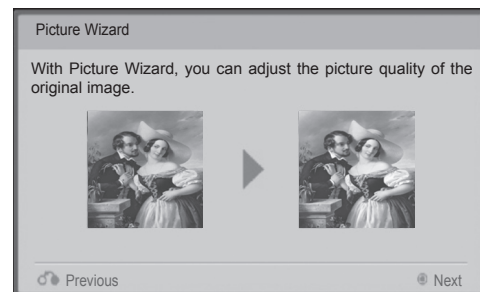 Picture Wizard
With Picture Wizard, you can adjust the picture quality of the
original image.
Previous
Next